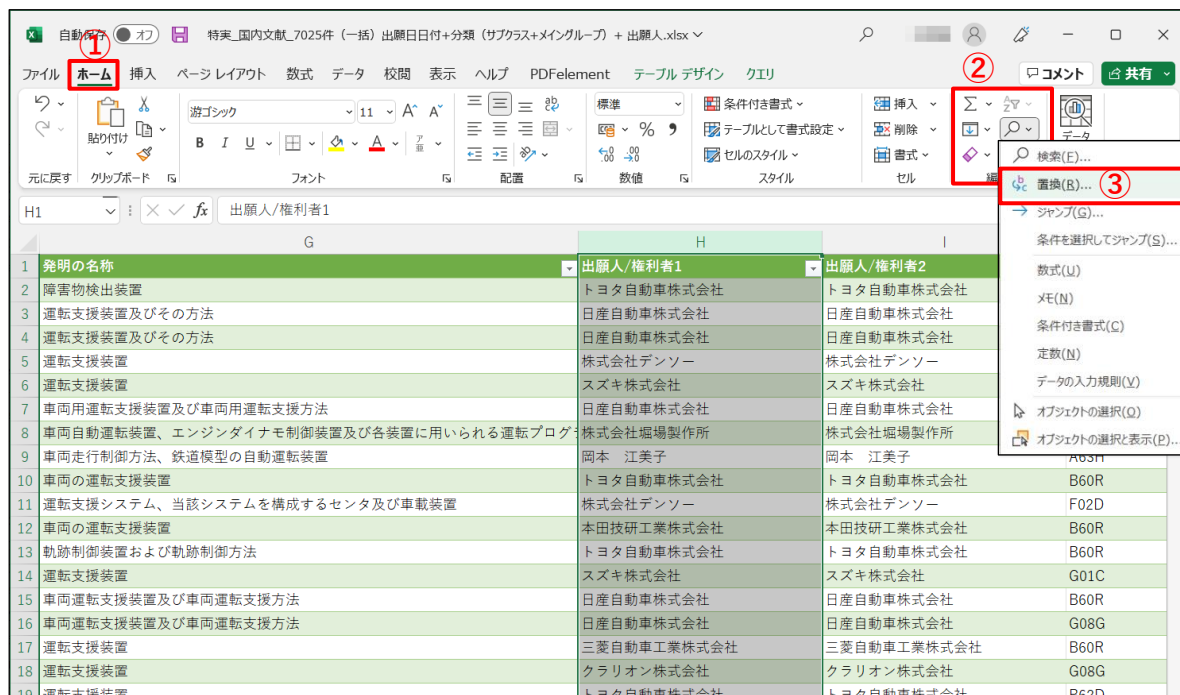 自動保存 オフ 特実_国内文献_7025件（一括）出願日日付+分類（サブクラス+メイングループ）+ 出願人.xlsx
①
ファイル ホーム 挿入 ページ レイアウト 数式 データ 校閲 表示 ヘルプ PDFelement テーブル デザイン クエリ ② コメント 共有
游ゴシック 11 標準 条件付き書式 挿入
貼り付け B I U テーブルとして書式設定 削除 データ
セルのスタイル 書式
元に戻す クリップボード フォント 配置 数値 スタイル セル 編
検索(F)...
置換(R)... ③
ジャンプ(G)...
条件を選択してジャンプ(S)...
数式(U)
メモ(N)
条件付き書式(C)
定数(N)
データの入力規則(V)
オブジェクトの選択(O)
オブジェクトの選択と表示(P)...
H1 fx 出願人/権利者1
G H I
1 発明の名称 出願人/権利者1 出願人/権利者2
2 障害物検出装置 トヨタ自動車株式会社 トヨタ自動車株式会社
3 運転支援装置及びその方法 日産自動車株式会社 日産自動車株式会社
4 運転支援装置及びその方法 日産自動車株式会社 日産自動車株式会社
5 運転支援装置 株式会社デンソー 株式会社デンソー
6 運転支援装置 スズキ株式会社 スズキ株式会社
7 車両用運転支援装置及び車両用運転支援方法 日産自動車株式会社 日産自動車株式会社
8 車両自動運転装置、エンジンダイナモ制御装置及び各装置に用いられる運転プログ 株式会社堀場製作所 株式会社堀場製作所
9 車両走行制御方法、鉄道模型の自動運転装置 岡本　江美子 岡本　江美子 A63H
10 車両の運転支援装置 トヨタ自動車株式会社 トヨタ自動車株式会社 B60R
11 運転支援システム、当該システムを構成するセンタ及び車載装置 株式会社デンソー 株式会社デンソー F02D
12 車両の運転支援装置 本田技研工業株式会社 本田技研工業株式会社 B60R
13 軌跡制御装置および軌跡制御方法 トヨタ自動車株式会社 トヨタ自動車株式会社 B60R
14 運転支援装置 スズキ株式会社 スズキ株式会社 G01C
15 車両運転支援装置及び車両運転支援方法 日産自動車株式会社 日産自動車株式会社 B60R
16 車両運転支援装置及び車両運転支援方法 日産自動車株式会社 日産自動車株式会社 G08G
17 運転支援装置 三菱自動車工業株式会社 三菱自動車工業株式会社 B60R
18 運転支援装置 クラリオン株式会社 クラリオン株式会社 G08G
19 運転支援装置 トヨタ自動車株式会社 トヨタ自動車株式会社 B62D